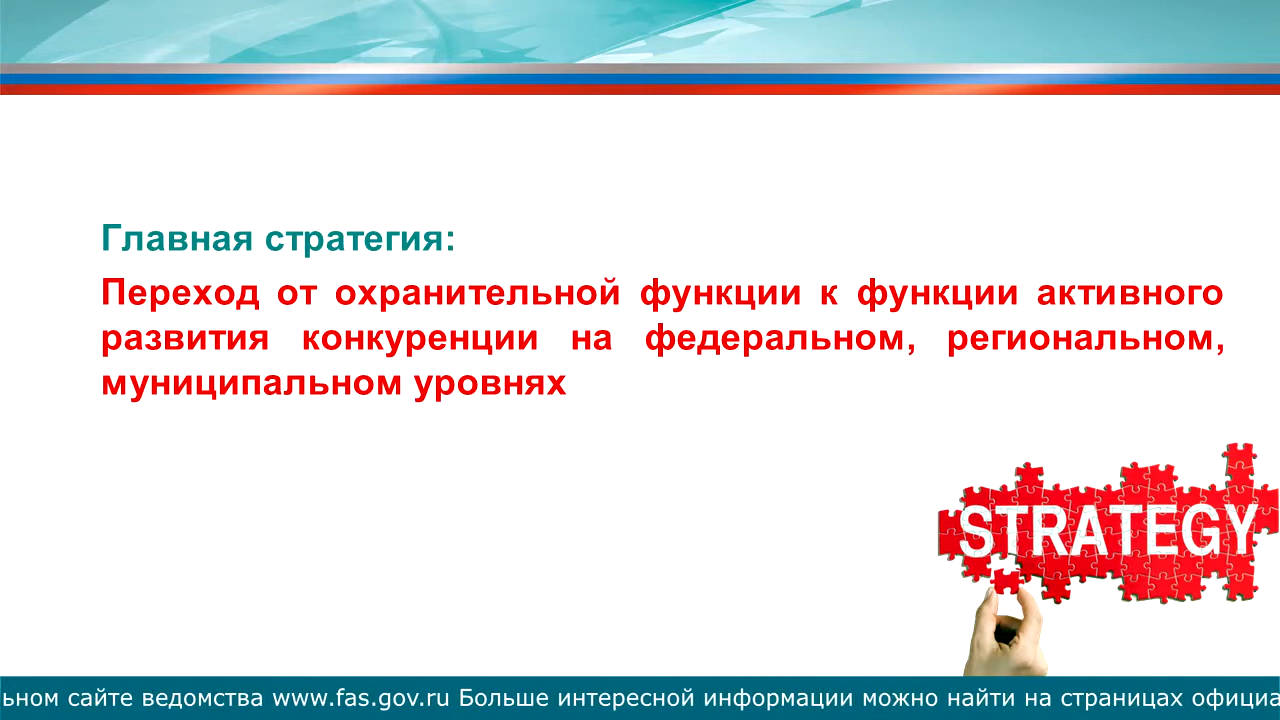 Главная стратегия:
Переход от охранительной функции к функции активного
развития конкуренции на федеральном, региональном,
муниципальном уровнях
STRATEGY
ьном сайте ведомства www.fas.gov.ru Больше интересной информации можно найти на страницах официа